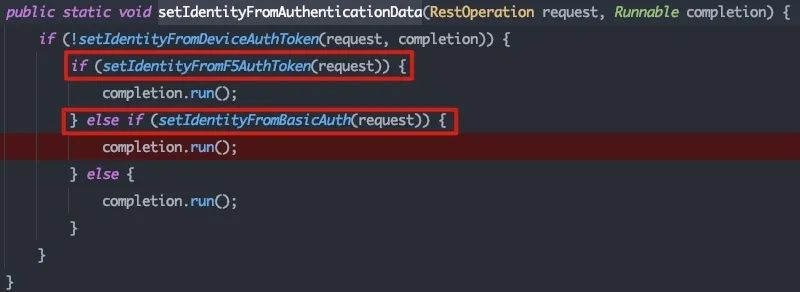 public static void setIdentityFromAuthenticationData(RestOperation request, Runnable completion) {
if (!setIdentityFromDeviceAuthToken(request, completion)) {
if (setIdentityFromF5AuthToken(request)) {
completion.run();
} else if (setIdentityFromBasicAuth(request)) {
completion.run();
} else {
completion.run();
}
}
}